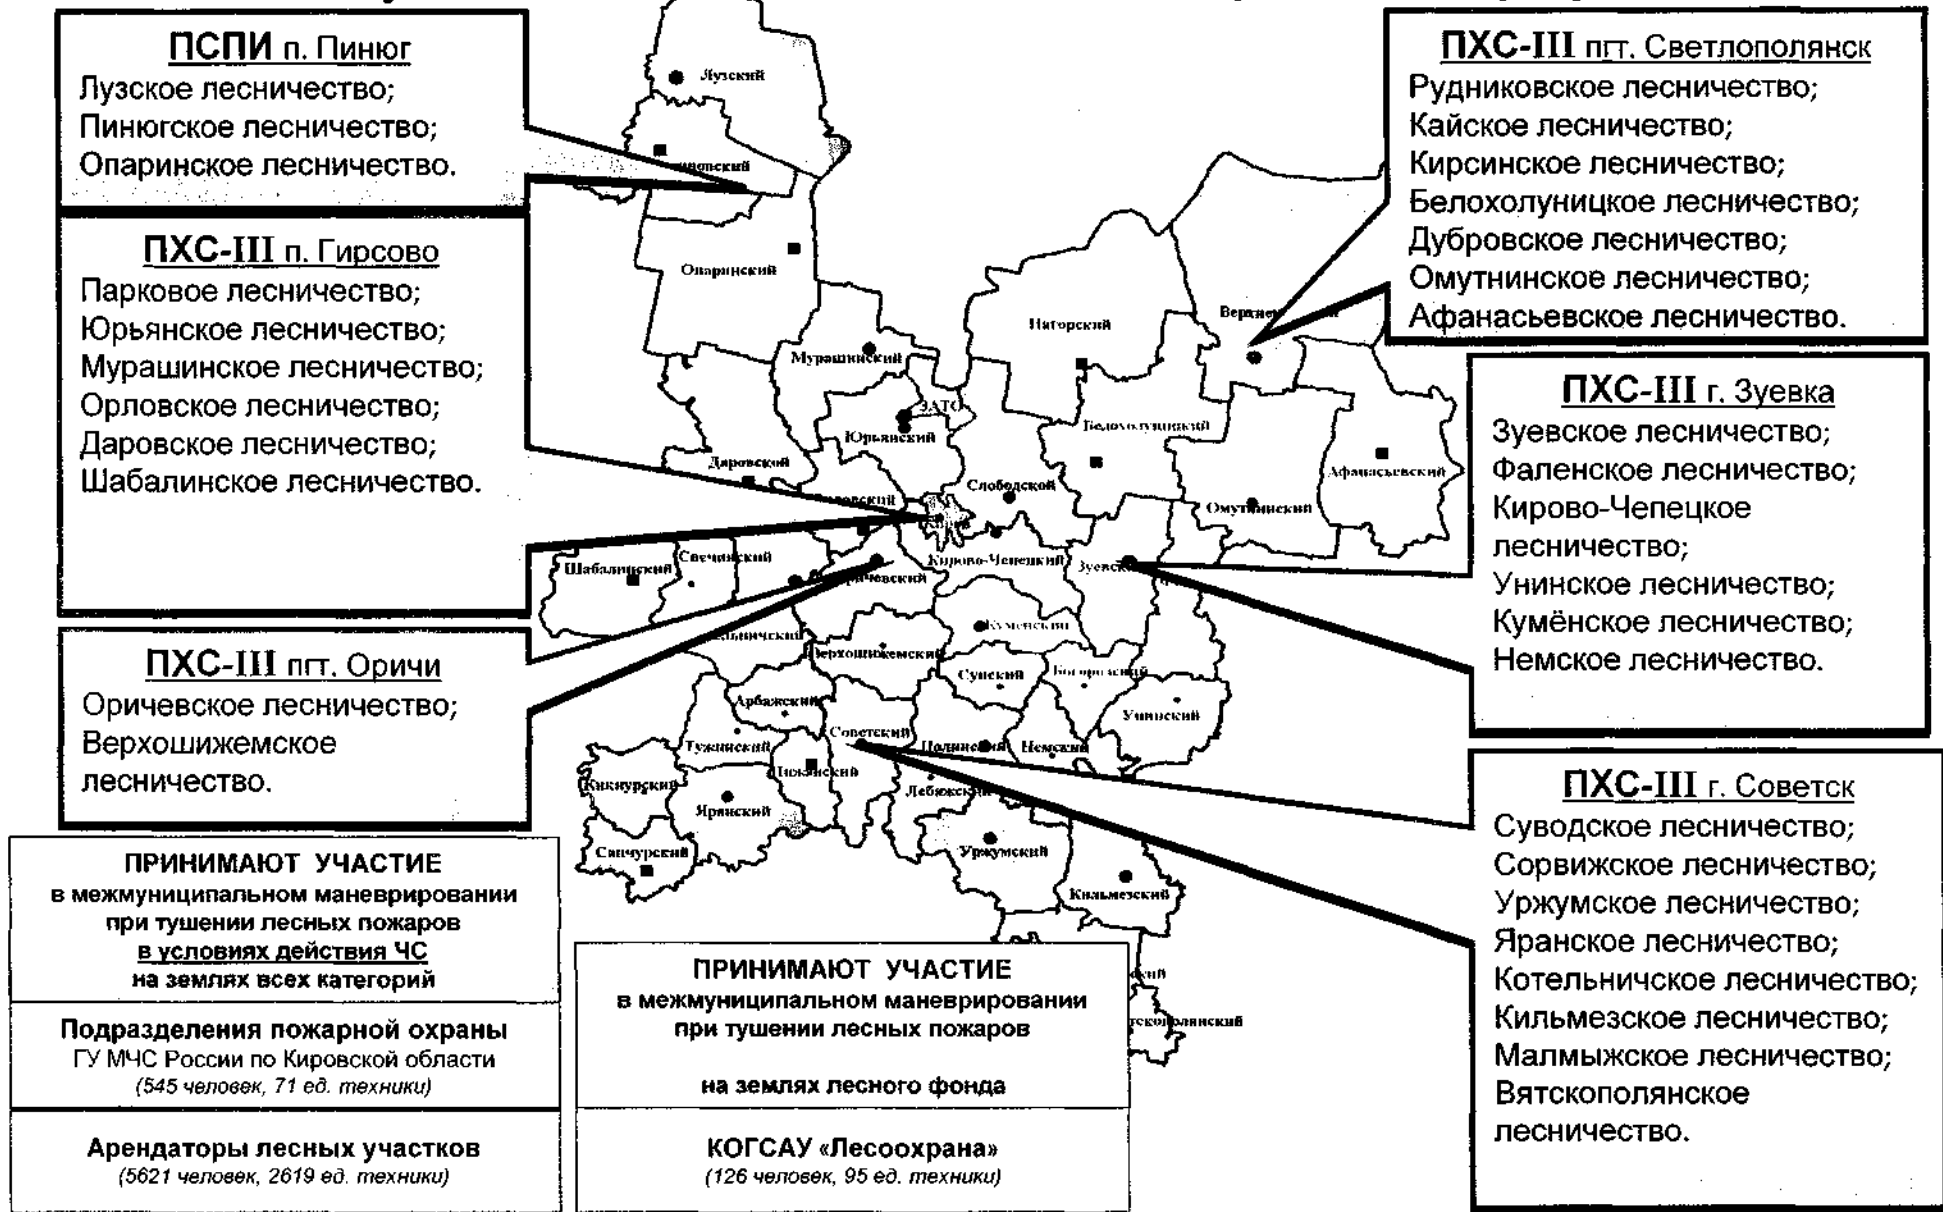 ПСПИ п. Пинюг
Лузское лесничество;
Пинюгское лесничество;
Опаринское лесничество.
ПХС-III п. Гирсово
Парковое лесничество;
Юрьянское лесничество;
Мурашинское лесничество;
Орловское лесничество;
Даровское лесничество;
Шабалинское лесничество.
ПХС-III пгт. Оричи
Оричевское лесничество;
Верхошижемское
лесничество.
ПРИНИМАЮТ УЧАСТИЕ
в межмуниципальном маневрировании
при тушении лесных пожаров
в условиях действия ЧС
на землях всех категорий
Подразделения пожарной охраны
ГУ МЧС России по Кировской области
(545 человек, 71 ед. техники)
Арендаторы лесных участков
(5621 человек, 2619 ед. техники)
Лузский
Опаринский
Мурашинский
Нагорский
ЗАТО
Юрьянский
Белохолуницкий
Даровской
Слободской
Омутнинский
Афанасьевский
Шабалинский
Свечинский
Кирово-Чепецкий
Куменский
Верхошижемский
Сунский
Богородский
Арбажский
Унинский
Советский
Тужинский
Немский
Кикнурский
Яранский
Санчурский
Уржумский
Кильмезский
ПРИНИМАЮТ УЧАСТИЕ
в межмуниципальном маневрировании
при тушении лесных пожаров
на землях лесного фонда
КОГСАУ «Лесоохрана»
(126 человек, 95 ед. техники)
ПХС-III пгт. Светлополянск
Рудниковское лесничество;
Кайское лесничество;
Кирсинское лесничество;
Белохолуницкое лесничество;
Дубровское лесничество;
Омутнинское лесничество;
Афанасьевское лесничество.
ПХС-III г. Зуевка
Зуевское лесничество;
Фаленское лесничество;
Кирово-Чепецкое
лесничество;
Унинское лесничество;
Кумёнское лесничество;
Немское лесничество.
ПХС-III г. Советск
Суводское лесничество;
Сорвижское лесничество;
Уржумское лесничество;
Яранское лесничество;
Котельничское лесничество;
Кильмезское лесничество;
Малмыжское лесничество;
Вятскополянское
лесничество.